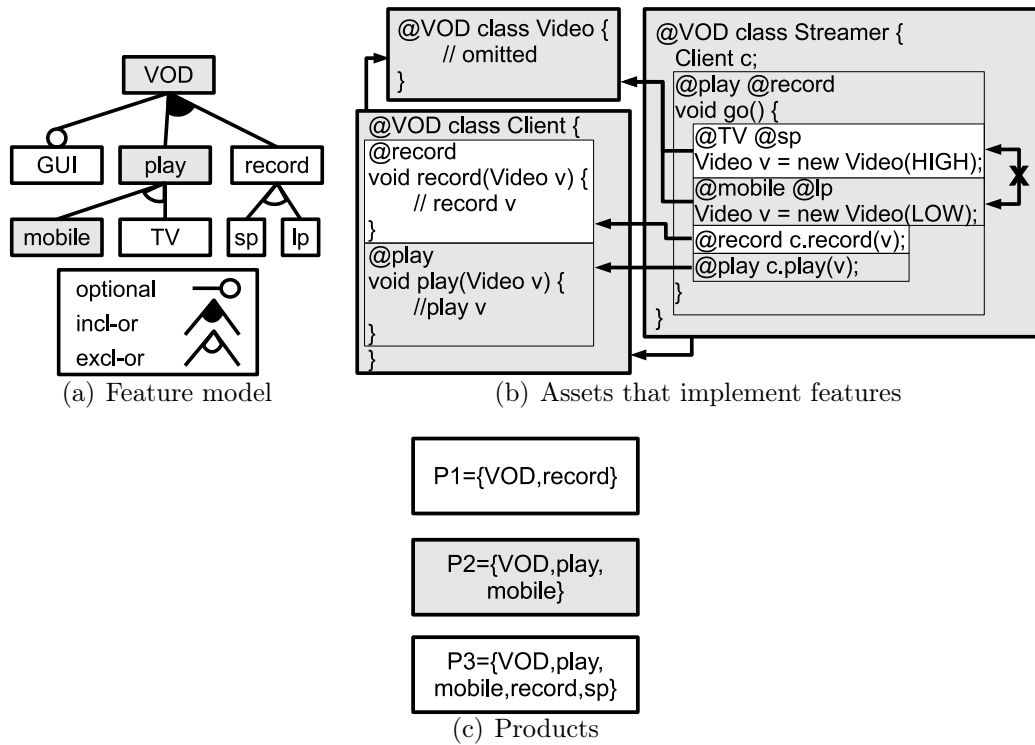 VOD
GUI
play
record
mobile
TV
sp
lp
optional
incl-or
excl-or
(a) Feature model
@VOD class Video {
// omitted
}
@VOD class Client {
@record
void record(Video v) {
// record v
}
@play
void play(Video v) {
//play v
}
}
@VOD class Streamer {
Client c;
@play @record
void go() {
@TV @sp
Video v = new Video(HIGH);
@mobile @lp
Video v = new Video(LOW);
@record c.record(v);
@play c.play(v);
}
}
X
(b) Assets that implement features
P1={VOD,record}
P2={VOD,play,
mobile}
P3={VOD,play,
mobile,record,sp}
(c) Products